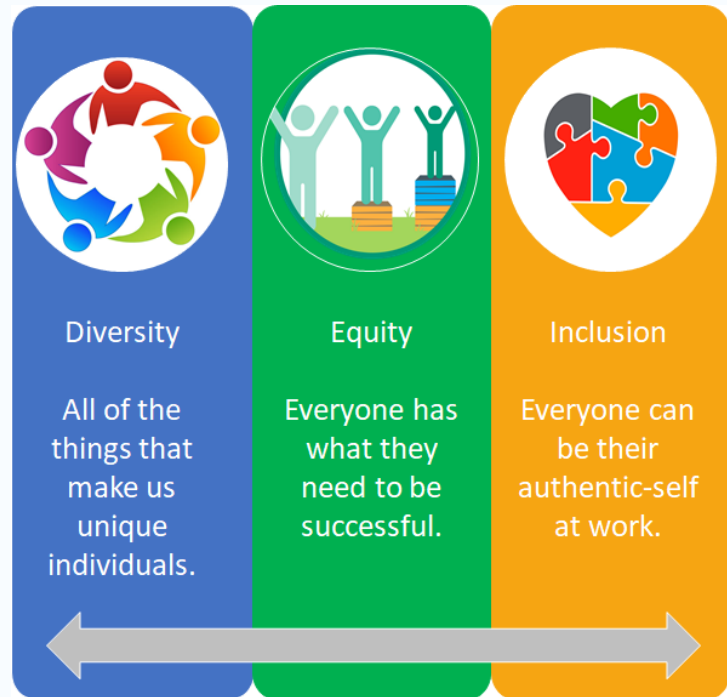 Diversity
All of the
things that
make us
unique
individuals.
Equity
Everyone has
what they
need to be
successful.
Inclusion
Everyone can
be their
authentic-self
at work.